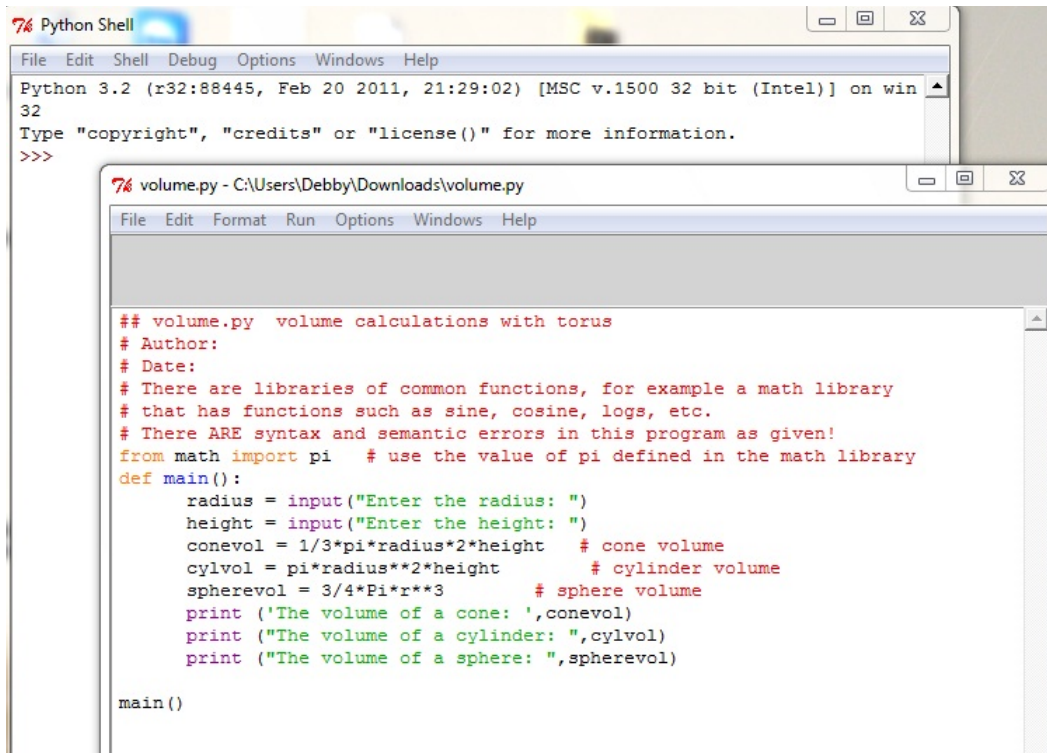 Python Shell
File Edit Shell Debug Options Windows Help
Python 3.2 (r32:88445, Feb 20 2011, 21:29:02) [MSC v.1500 32 bit (Intel)] on win
32
Type "copyright", "credits" or "license()" for more information.
>>>
volume.py - C:\Users\Debby\Downloads\volume.py
File Edit Format Run Options Windows Help
## volume.py  volume calculations with torus
# Author:
# Date:
# There are libraries of common functions, for example a math library
# that has functions such as sine, cosine, logs, etc.
# There ARE syntax and semantic errors in this program as given!
from math import pi   # use the value of pi defined in the math library
def main():
      radius = input("Enter the radius: ")
      height = input("Enter the height: ")
      conevol = 1/3*pi*radius*2*height   # cone volume
      cylvol = pi*radius**2*height         # cylinder volume
      spherevol = 3/4*Pi*r**3         # sphere volume
      print ('The volume of a cone: ',conevol)
      print ("The volume of a cylinder: ",cylvol)
      print ("The volume of a sphere: ",spherevol)

main()